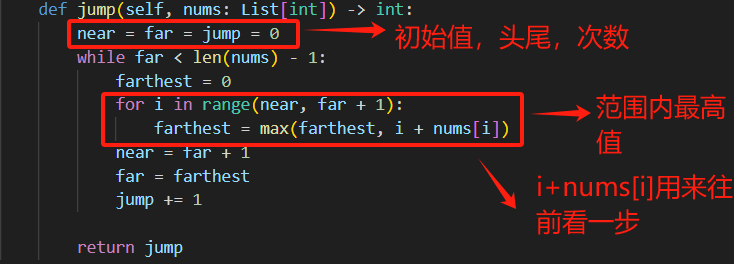 def jump(self, nums: List[int]) -> int:
near = far = jump = 0
初始值，头尾，次数
while far < len(nums) - 1:
farthest = 0
for i in range(near, far + 1):
farthest = max(farthest, i + nums[i])
范围内最高
值
near = far + 1
far = farthest
jump += 1
i+nums[i]用来往
前看一步
return jump